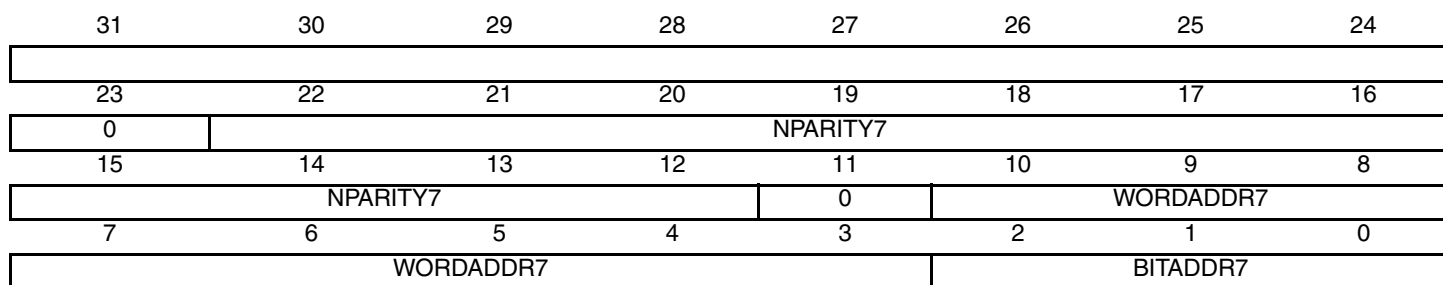 31 30 29 28 27 26 25 24
23 22 21 20 19 18 17 16
0 NPARITY7
15 14 13 12 11 10 9 8
NPARITY7 0 WORDADDR7
7 6 5 4 3 2 1 0
WORDADDR7 BITADDR7